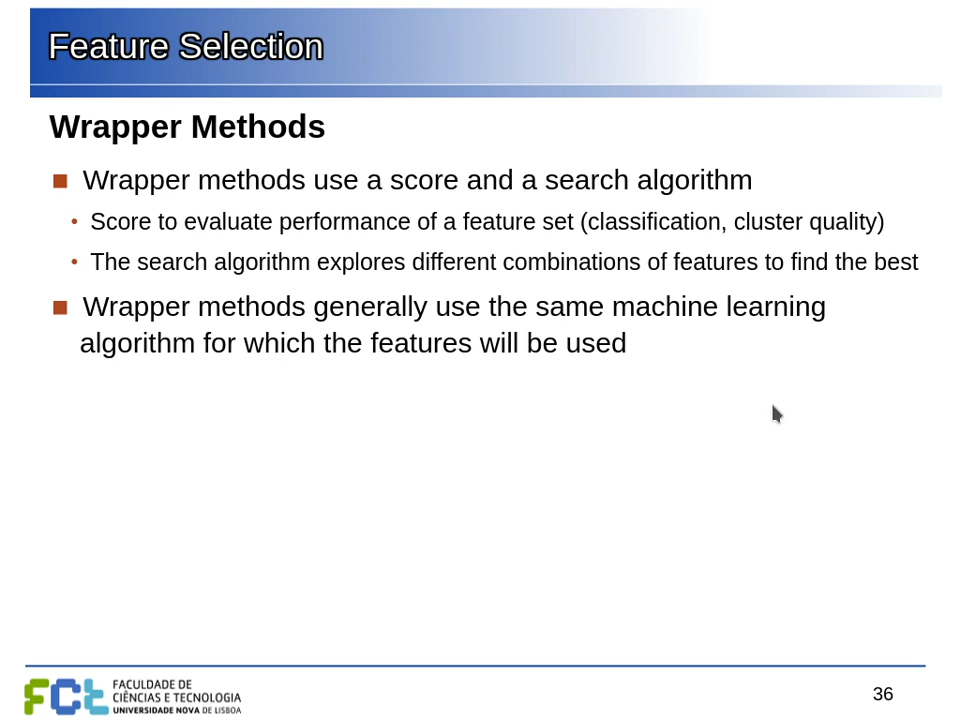 Feature Selection
Wrapper Methods
■ Wrapper methods use a score and a search algorithm
• Score to evaluate performance of a feature set (classification, cluster quality)
• The search algorithm explores different combinations of features to find the best
■ Wrapper methods generally use the same machine learning
algorithm for which the features will be used
FCt FACULDADE DE
CIÊNCIAS E TECNOLOGIA
UNIVERSIDADE NOVA DE LISBOA
36